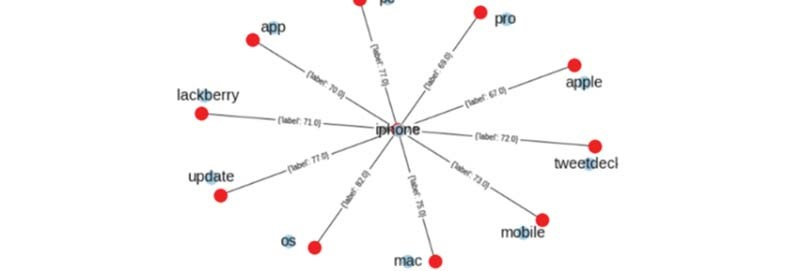 pc
pro
app
{'label': 77.0}
{'label': 69.0}
apple
{'label': 70.0}
{'label': 67.0}
lackberry
{'label': 71.0}
iphone
{'label': 72.0}
tweetdeck
{'label': 77.0}
{'label': 73.0}
update
{'label': 82.0}
{'label': 75.0}
mobile
os
mac